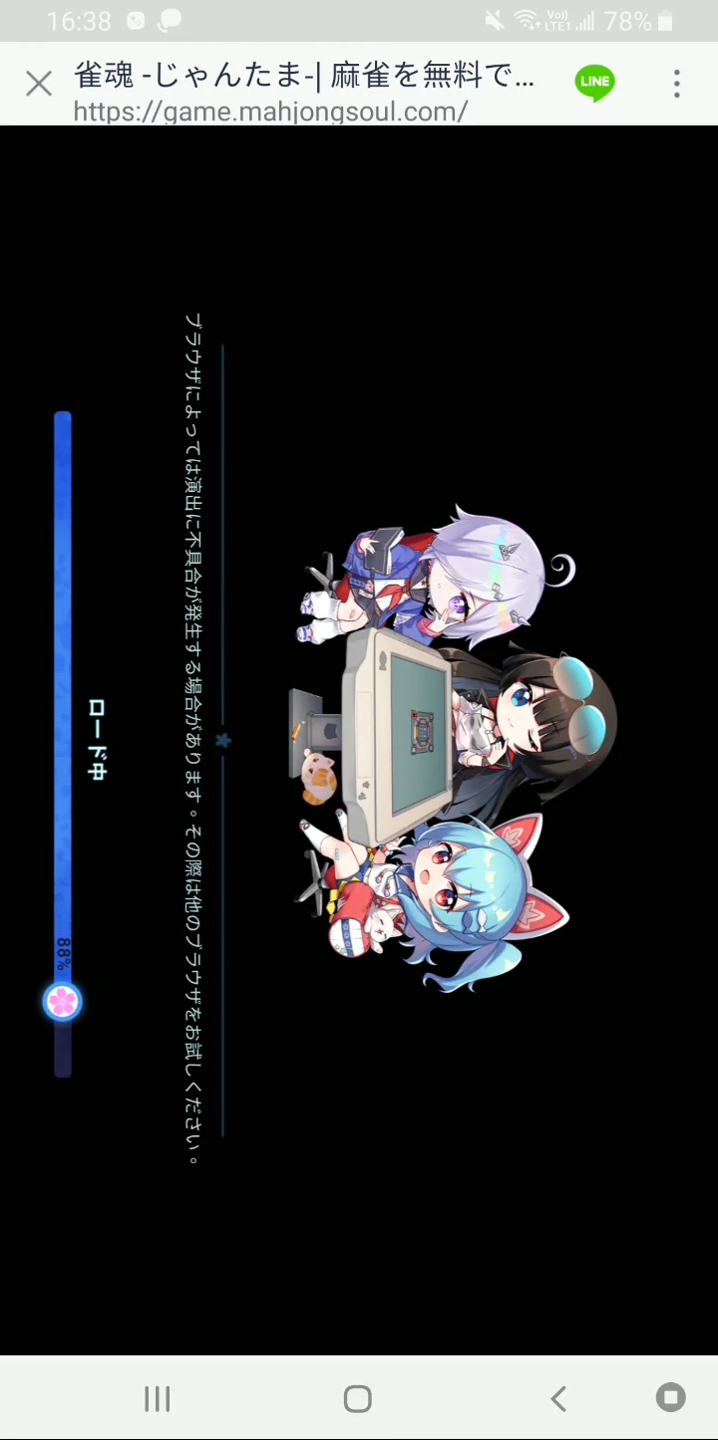 16:38
Vo)) LTE1 78%
雀魂 -じゃんたま-| 麻雀を無料で...
LINE
https://game.mahjongsoul.com/
ブラウザによっては演出に不具合が発生する場合があります。その際は他のブラウザをお試しください。
ロード中
88%